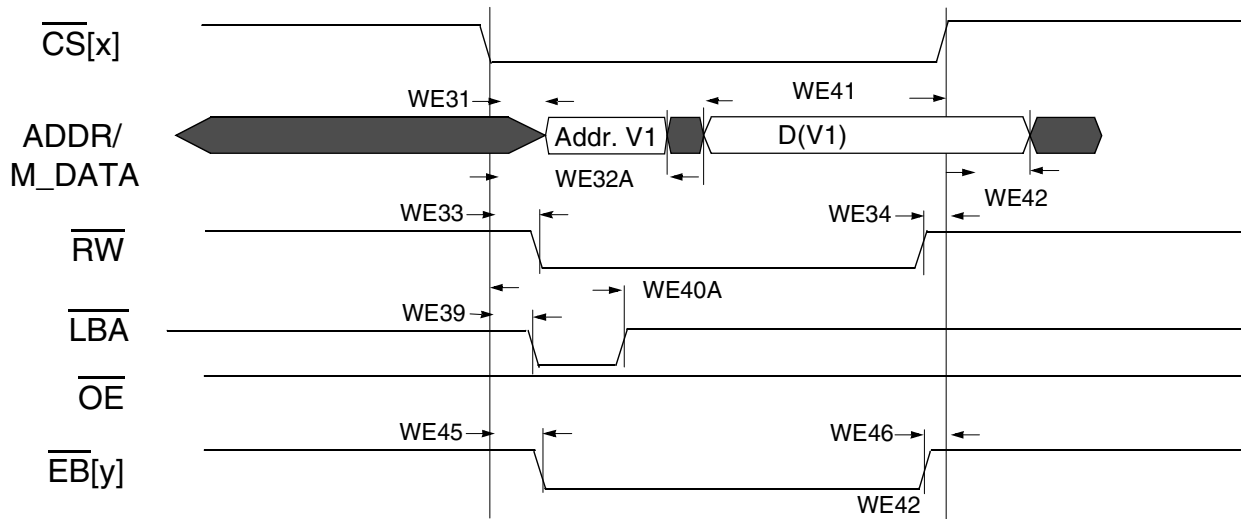 CS[x]
WE31
WE41
ADDR/
M_DATA
Addr. V1
D(V1)
WE32A
WE42
WE33
WE34
RW
WE40A
WE39
LBA
OE
WE45
WE46
EB[y]
WE42